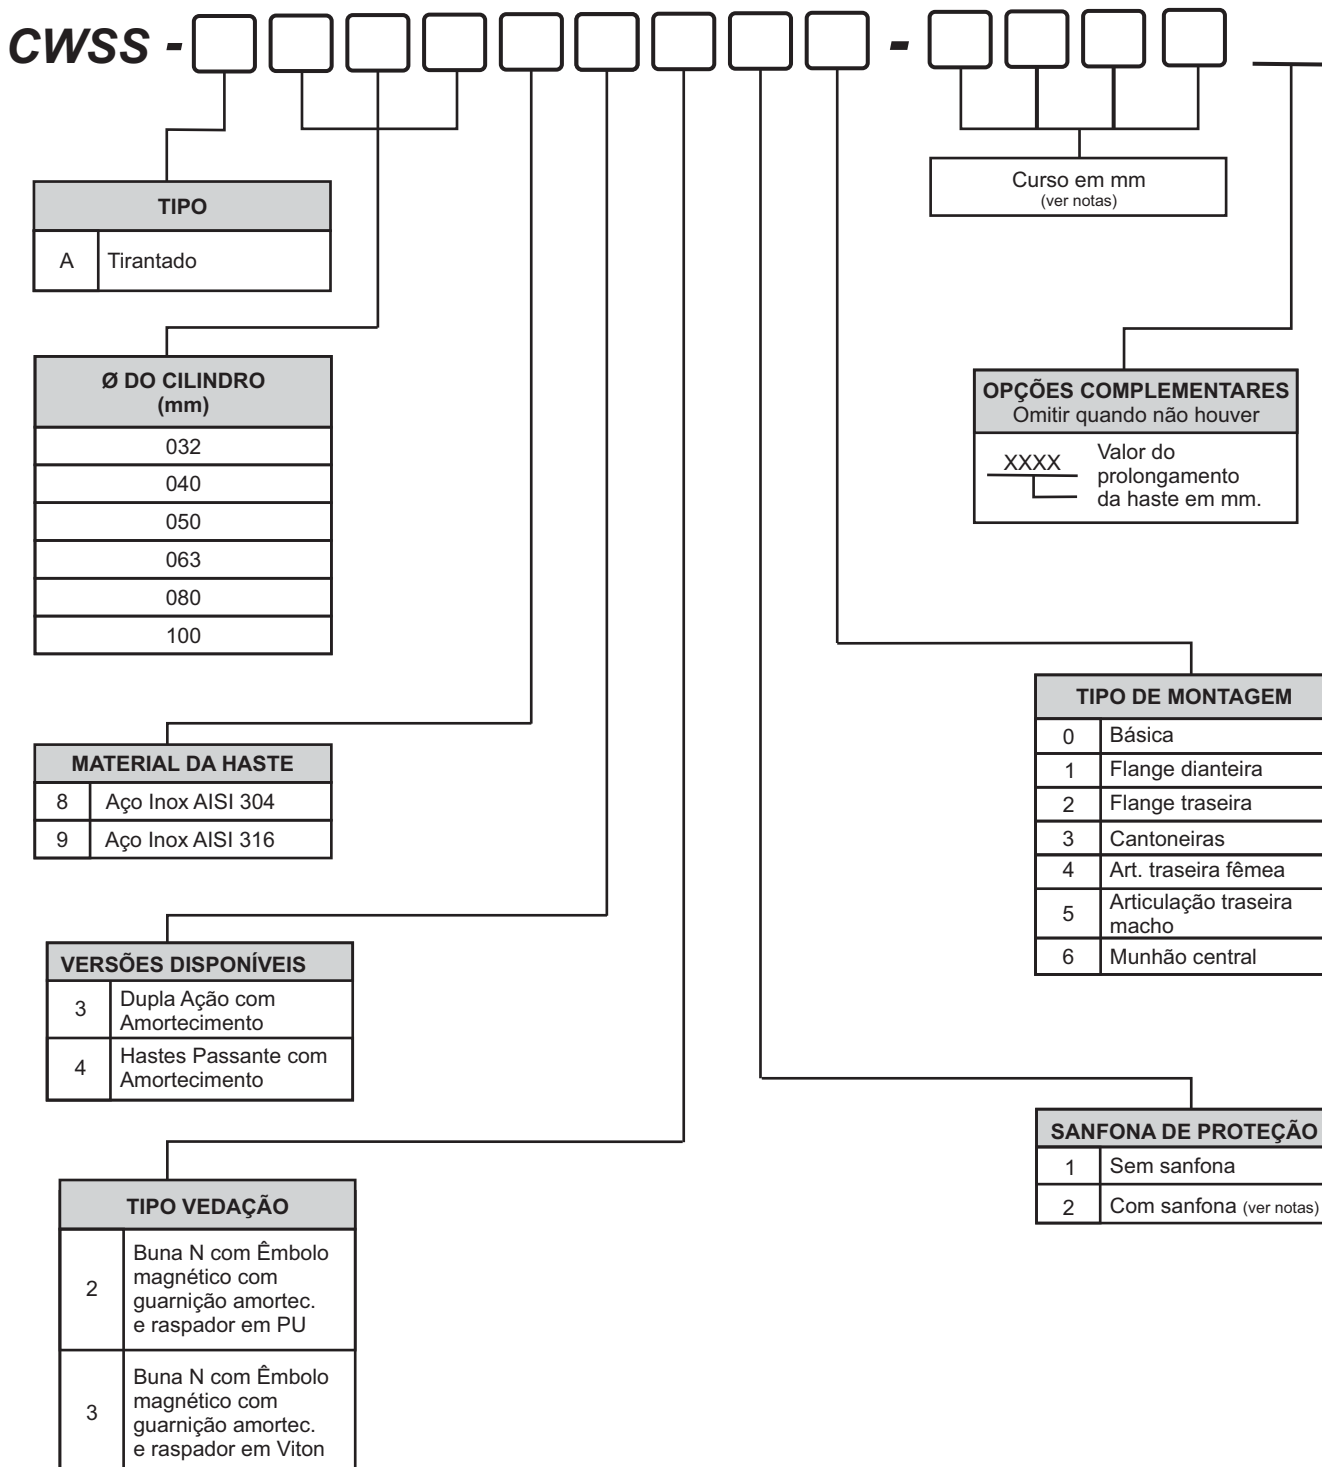 CWSS - -
TIPO
A Tirantado
Curso em mm
(ver notas)
Ø DO CILINDRO
(mm)
032
040
050
063
080
100
OPÇÕES COMPLEMENTARES
Omitir quando não houver
XXXX Valor do
prolongamento
da haste em mm.
MATERIAL DA HASTE
8 Aço Inox AISI 304
9 Aço Inox AISI 316
TIPO DE MONTAGEM
0 Básica
1 Flange dianteira
2 Flange traseira
3 Cantoneiras
4 Art. traseira fêmea
5 Articulação traseira
macho
6 Munhão central
VERSÕES DISPONÍVEIS
3 Dupla Ação com
Amortecimento
4 Hastes Passante com
Amortecimento
SANFONA DE PROTEÇÃO
1 Sem sanfona
2 Com sanfona (ver notas)
TIPO VEDAÇÃO
2 Buna N com Êmbolo
magnético com
guarnição amortec.
e raspador em PU
3 Buna N com Êmbolo
magnético com
guarnição amortec.
e raspador em Viton